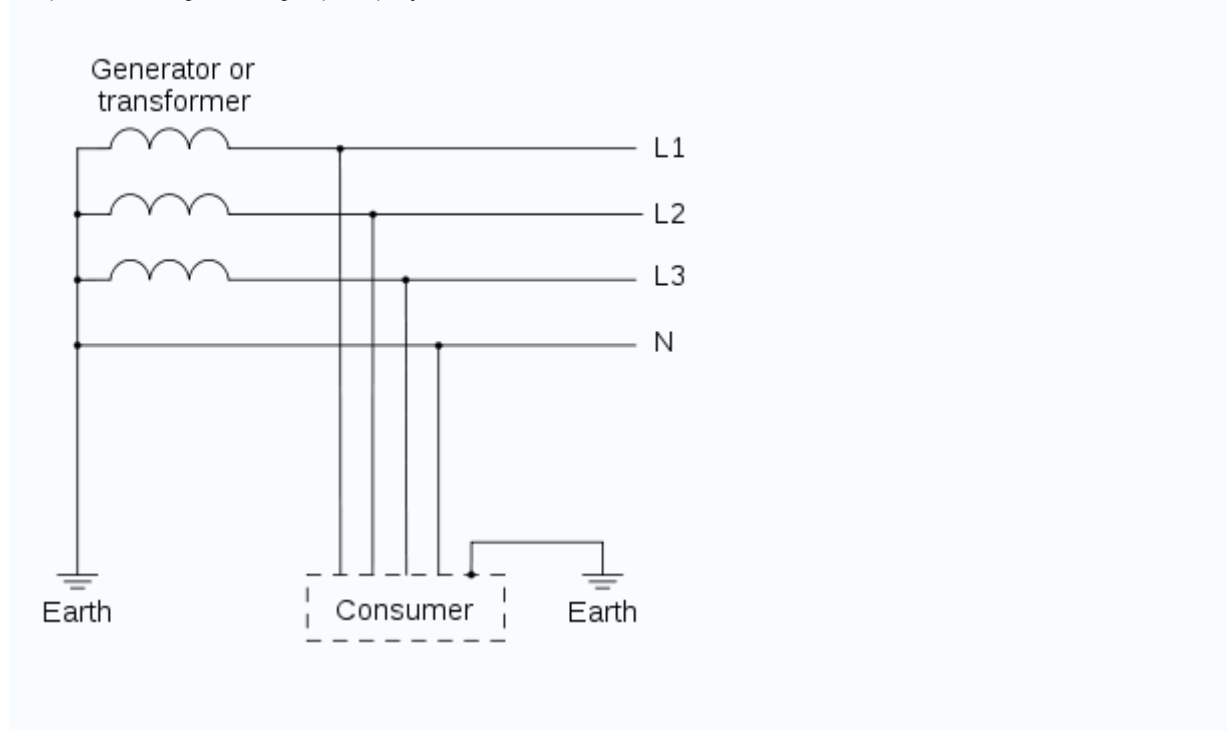 Generator or
transformer
L1
L2
L3
N
Earth
Consumer
Earth